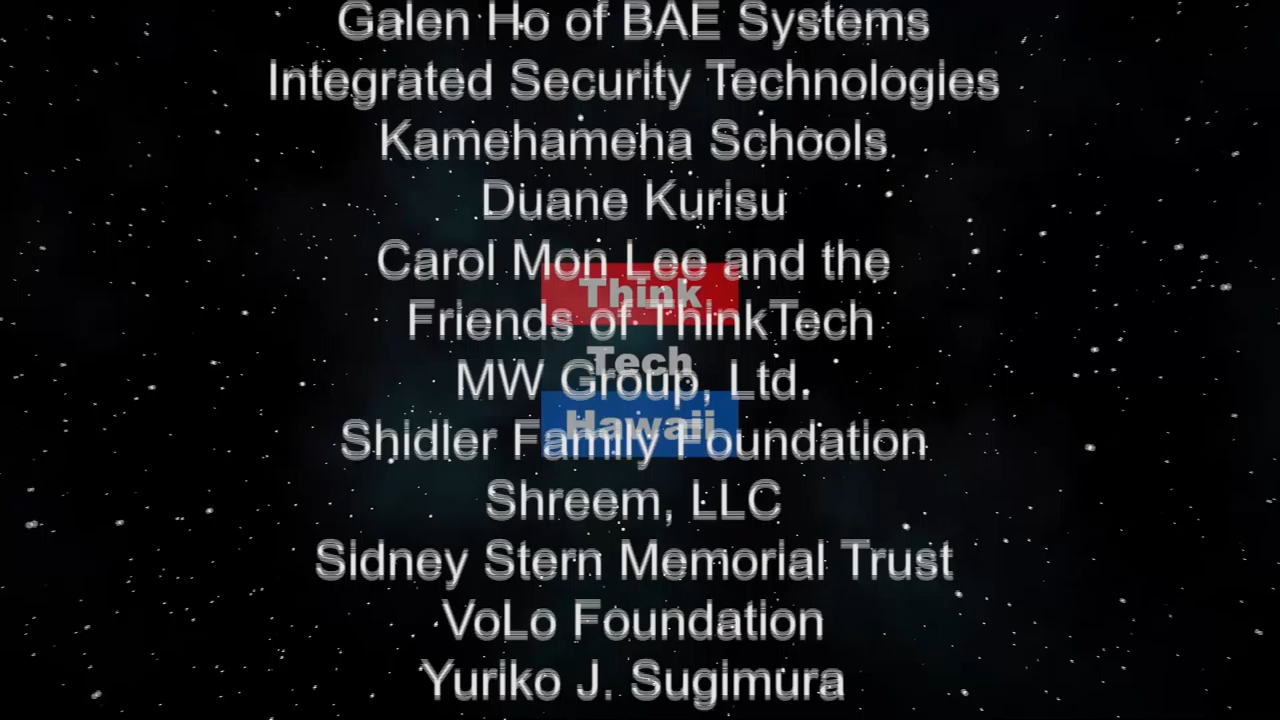 Galen Ho of BAE Systems
Integrated Security Technologies
Kamehameha Schools
Duane Kurisu
Carol Mon Lee and the
Think
Friends of ThinkTech
Tech
MW Group, Ltd.
Hawaii
Shidler Family Foundation
Shreem, LLC
Sidney Stern Memorial Trust
VoLo Foundation
Yuriko J. Sugimura